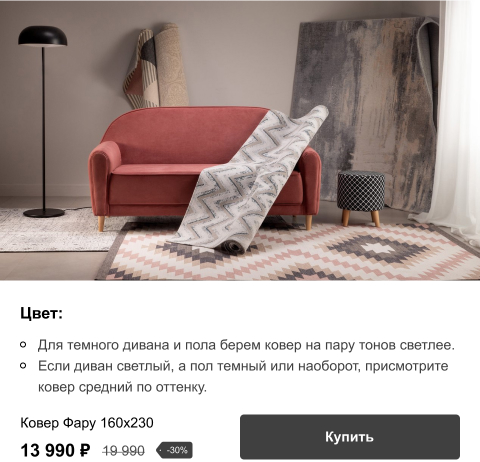 Цвет:
Для темного дивана и пола берем ковер на пару тонов светлее.
Если диван светлый, а пол темный или наоборот, присмотрите
ковер средний по оттенку.
Ковер Фару 160x230
13 990 ₽ 19 990 -30%
Купить